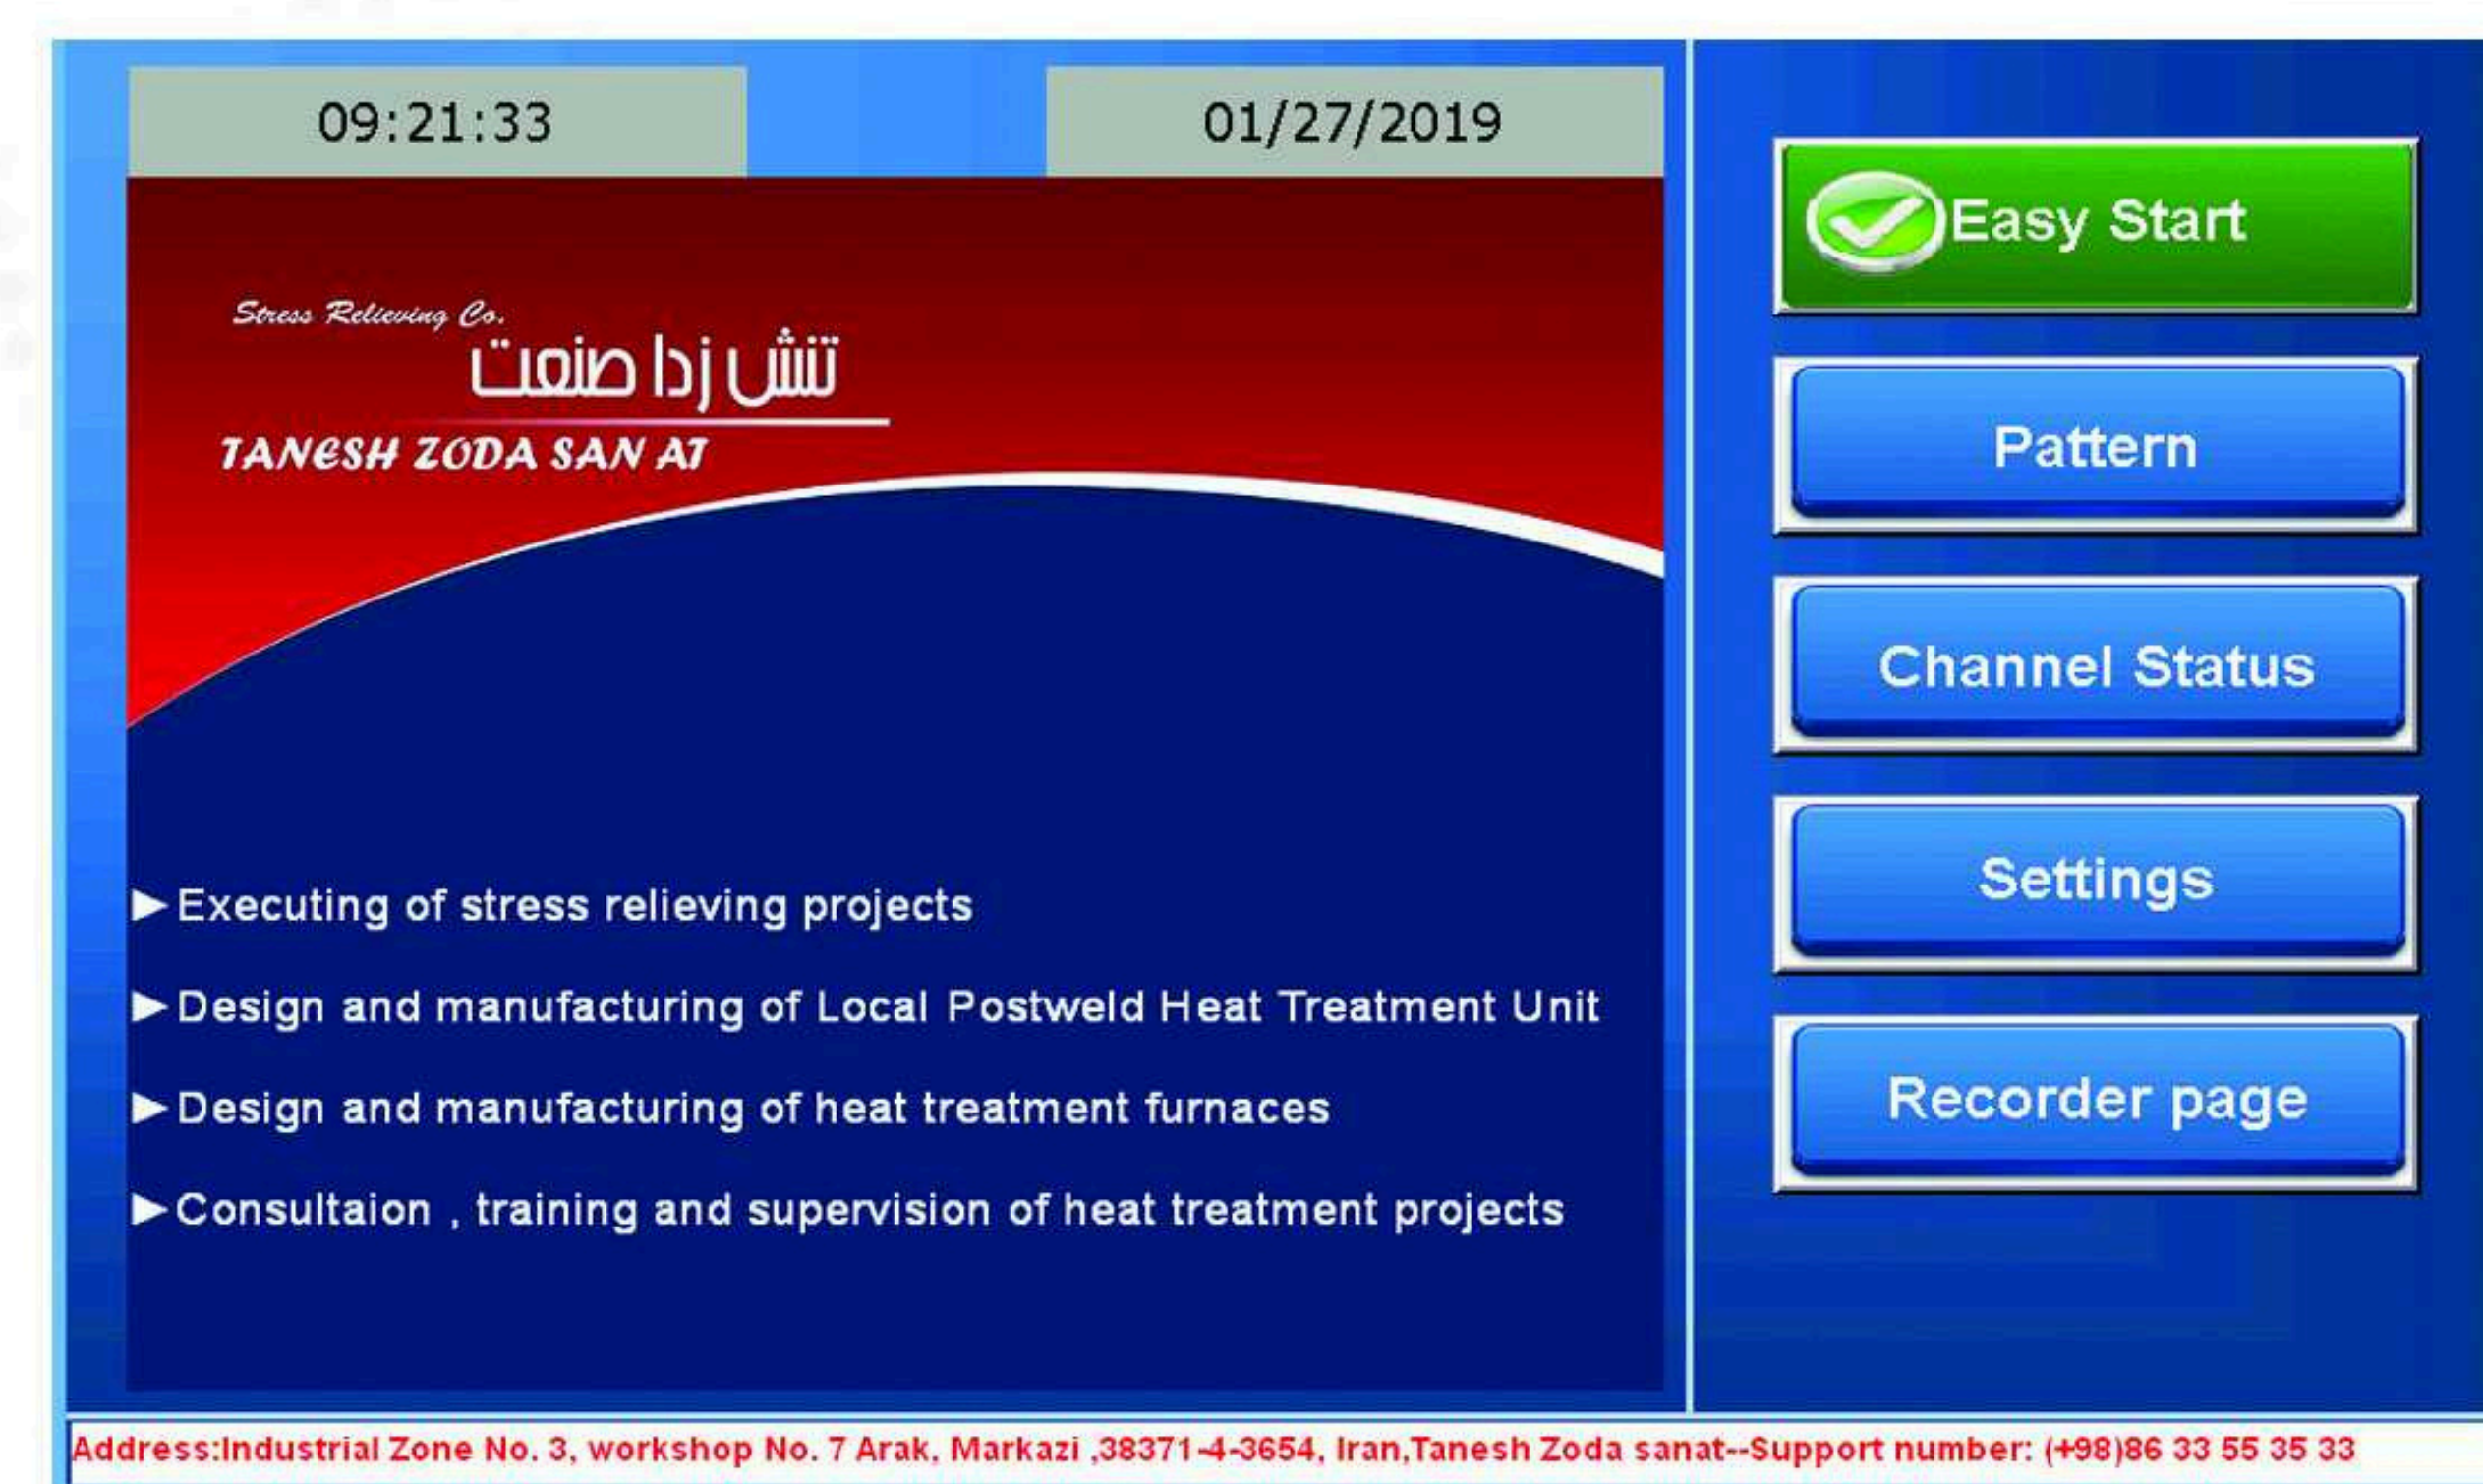 09:21:33
01/27/2019
Stress Relieving Co.
تنش زدا صنعت
TANESH ZODA SAN AT
►Executing of stress relieving projects
►Design and manufacturing of Local Postweld Heat Treatment Unit
►Design and manufacturing of heat treatment furnaces
►Consultaion , training and supervision of heat treatment projects
Easy Start
Pattern
Channel Status
Settings
Recorder page
Address:Industrial Zone No. 3, workshop No. 7 Arak, Markazi ,38371-4-3654, Iran,Tanesh Zoda sanat--Support number: (+98)86 33 55 35 33